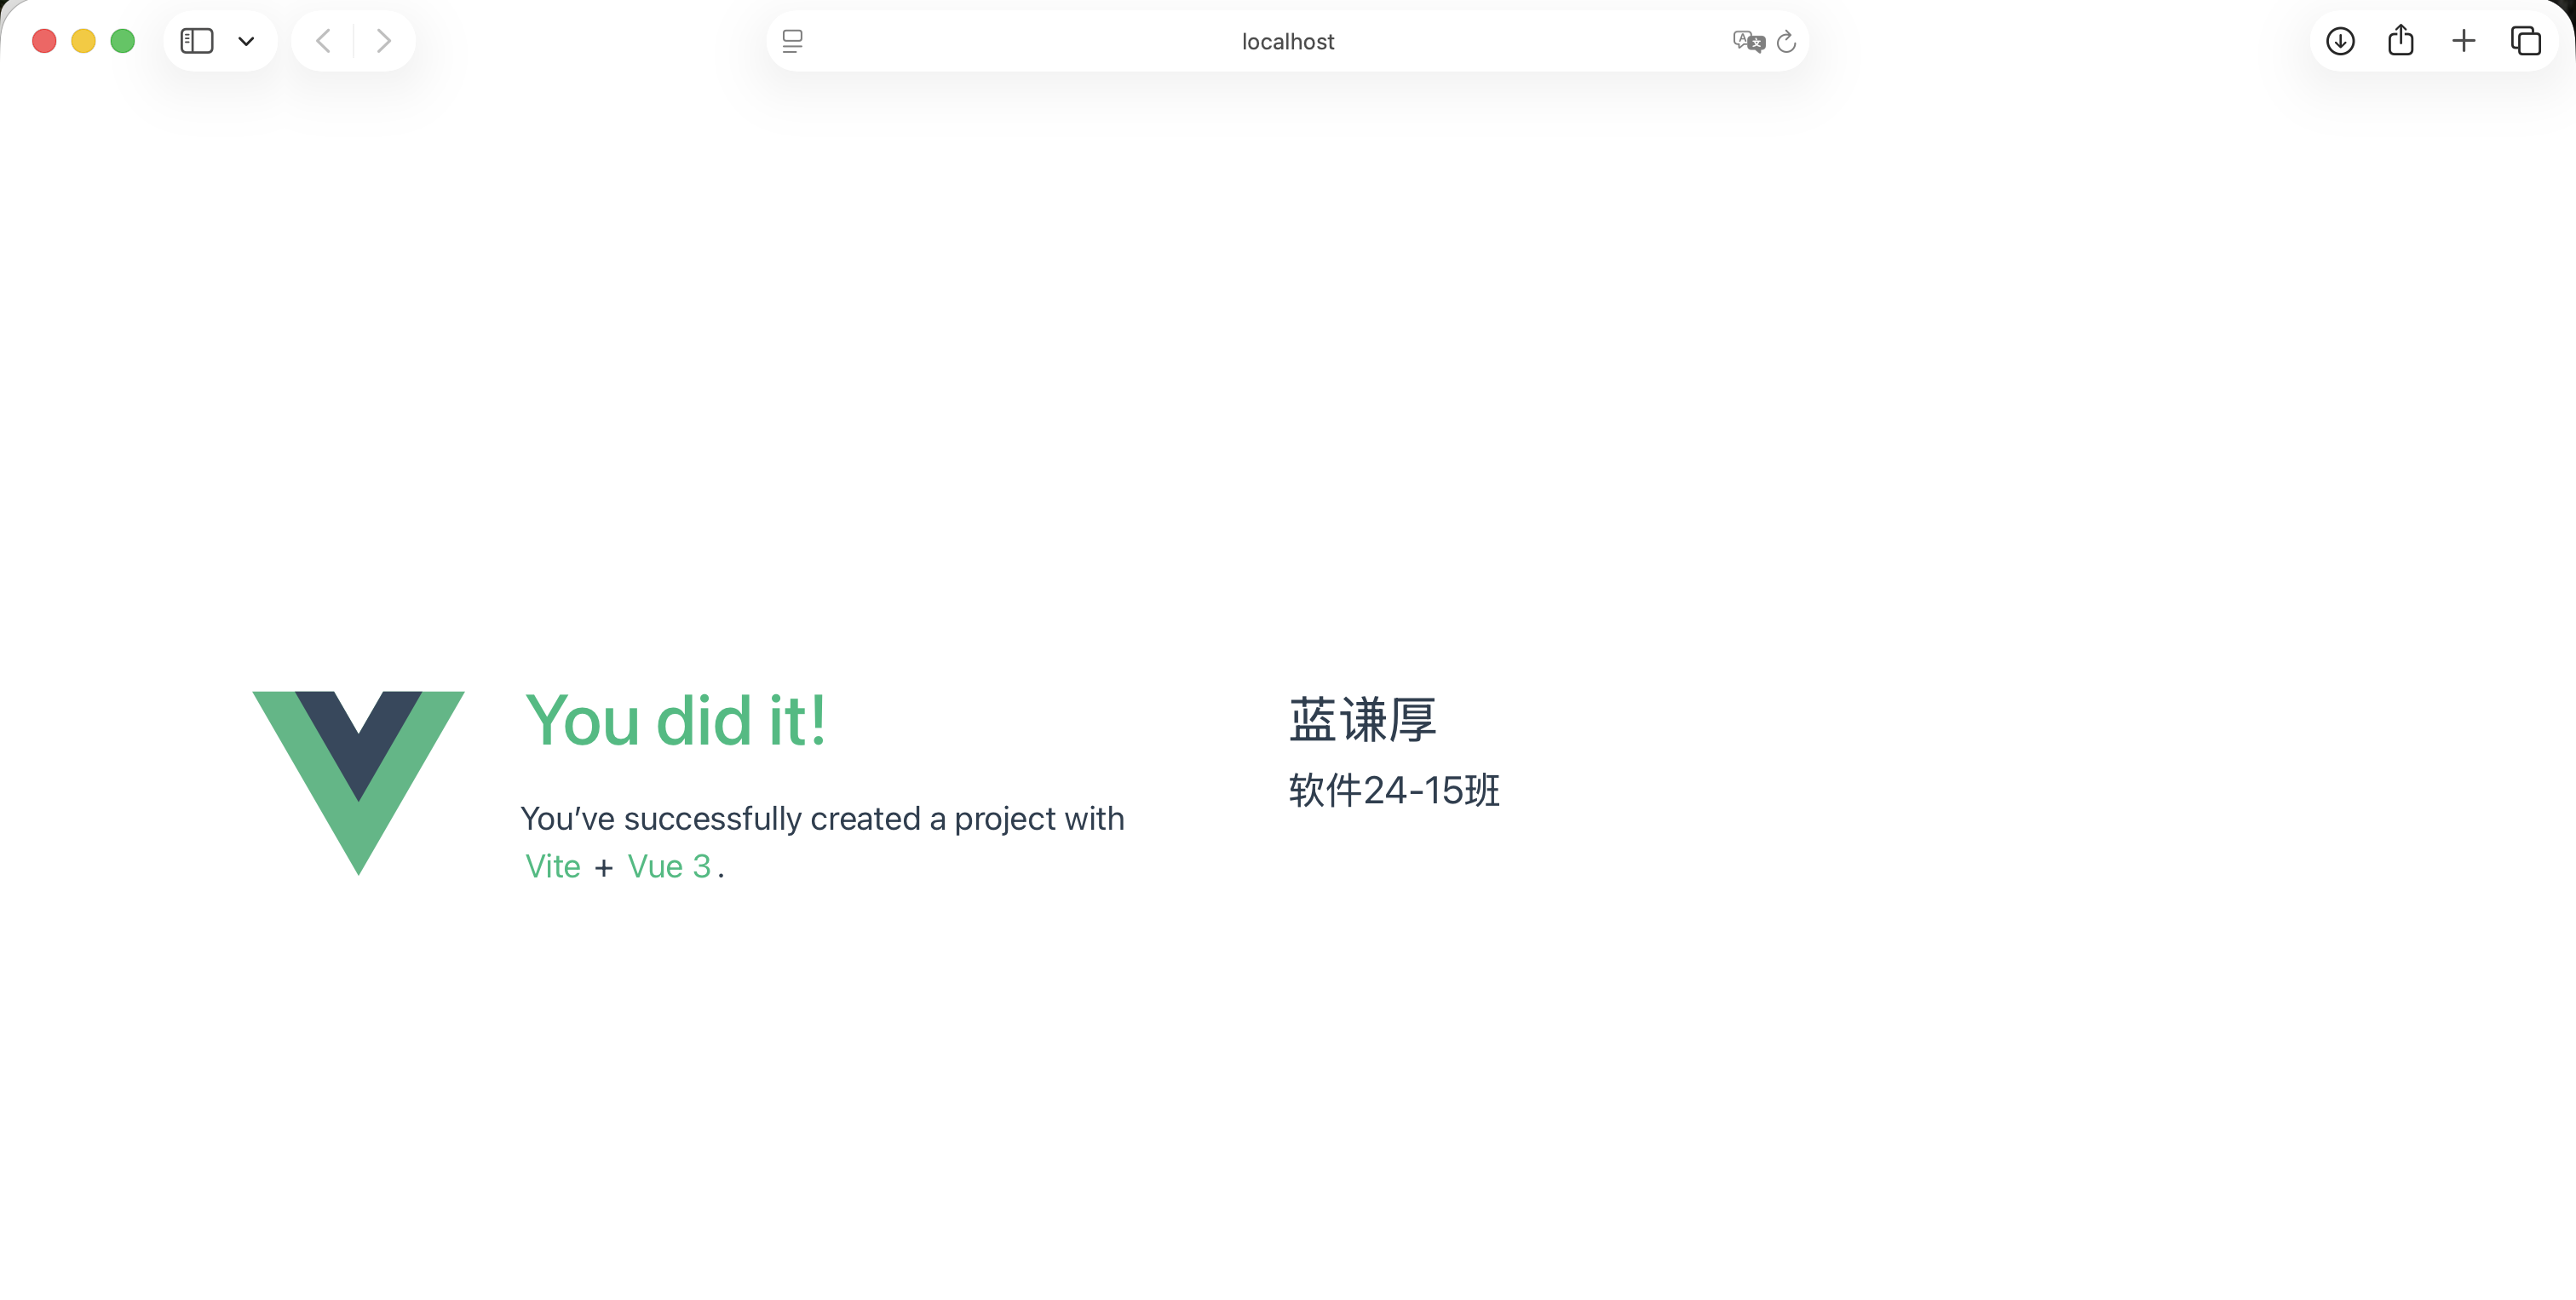 localhost
You did it!
You’ve successfully created a project with
Vite + Vue 3.
蓝谦厚
软件24-15班